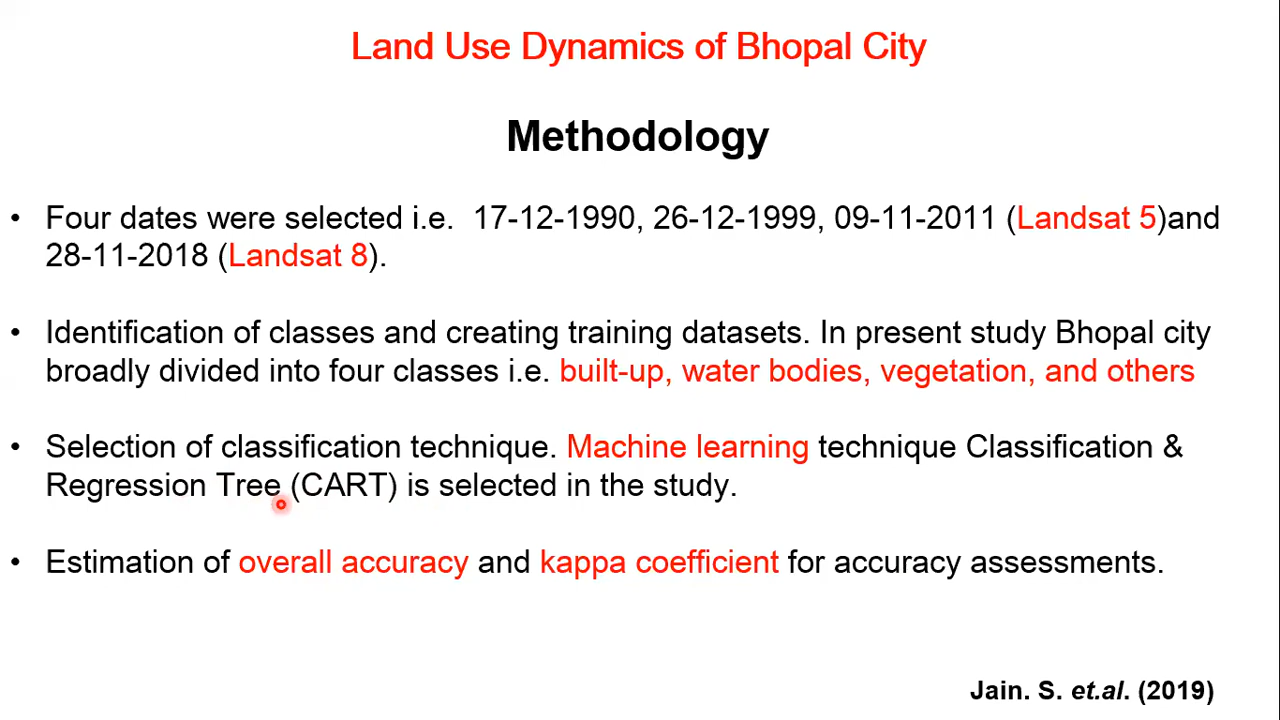 Land Use Dynamics of Bhopal City
Methodology
• Four dates were selected i.e. 17-12-1990, 26-12-1999, 09-11-2011 (Landsat 5)and
28-11-2018 (Landsat 8).
• Identification of classes and creating training datasets. In present study Bhopal city
broadly divided into four classes i.e. built-up, water bodies, vegetation, and others
• Selection of classification technique. Machine learning technique Classification &
Regression Tree (CART) is selected in the study.
• Estimation of overall accuracy and kappa coefficient for accuracy assessments.
Jain. S. et.al. (2019)